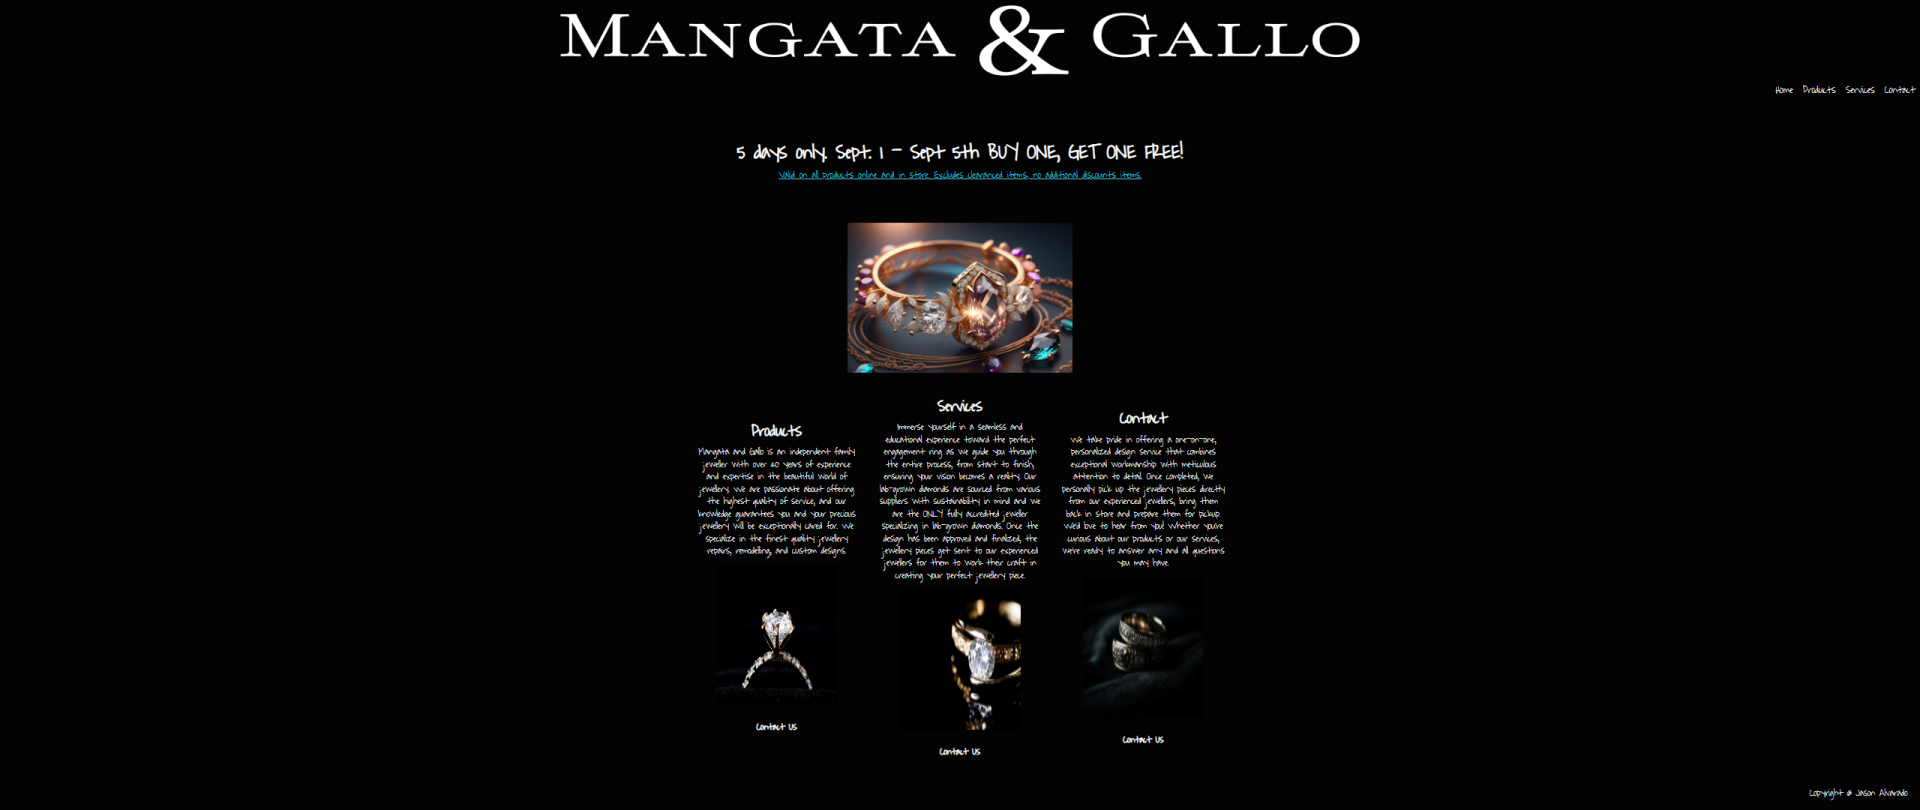 MANGATA & GALLO
Home Products Services Contact
5 days only. Sept. 1 - Sept 5th BUY ONE, GET ONE FREE!
Valid on all products online and in store. Excludes clearanced items, no additional discounts items.
Products
Mangata and Gallo is an independent family
jeweller with over 40 years of experience
and expertise in the beautiful world of
jewellery. We are passionate about offering
the highest quality of service, and our
knowledge guarantees you and your precious
jewellery will be exceptionally cared for. We
specialize in the finest quality jewellery
repairs, remodelling, and custom designs.
Contact Us
Services
Immerse yourself in a seamless and
educational experience toward the perfect
engagement ring as we guide you through
the entire process, from start to finish,
ensuring your vision becomes a reality. Our
lab-grown diamonds are sourced from various
suppliers with sustainability in mind and we
are the ONLY fully accredited jeweller
specializing in lab-grown diamonds. Once the
design has been approved and finalized, the
jewellery pieces get sent to our experienced
jewellers for them to work their craft in
creating your perfect jewellery piece.
Contact Us
Contact
We take pride in offering a one-on-one,
personalized design service that combines
exceptional workmanship with meticulous
attention to detail. Once completed, we
personally pick up the jewellery pieces directly
from our experienced jewellers, bring them
back in store and prepare them for pickup.
We'd love to hear from you! Whether you're
curious about our products or our services,
we're ready to answer any and all questions
you may have.
Contact Us
Copyright @ Jason Alvarado